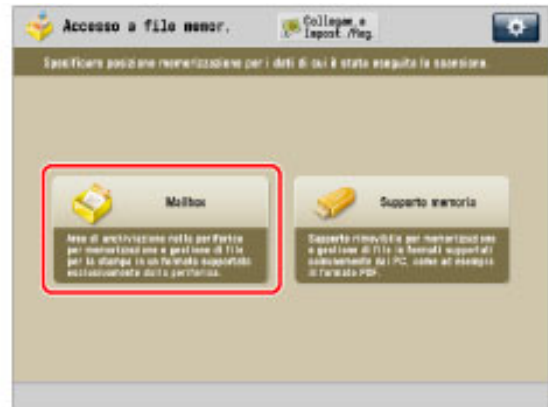 Accesso a file memor.
Collegam. e
Impost./Reg.
Specificare posizione memorizzazione per i dati di cui è stata eseguita la scansione.
Mailbox
Area di archiviazione nella periferica
per memorizzazione e gestione di file
per la stampa in un formato supportato
esclusivamente dalla periferica.
Supporto memoria
Supporto rimovibile per memorizzazione
e gestione di file in formati supportati
comunemente dai PC, come ad esempio
il formato PDF.